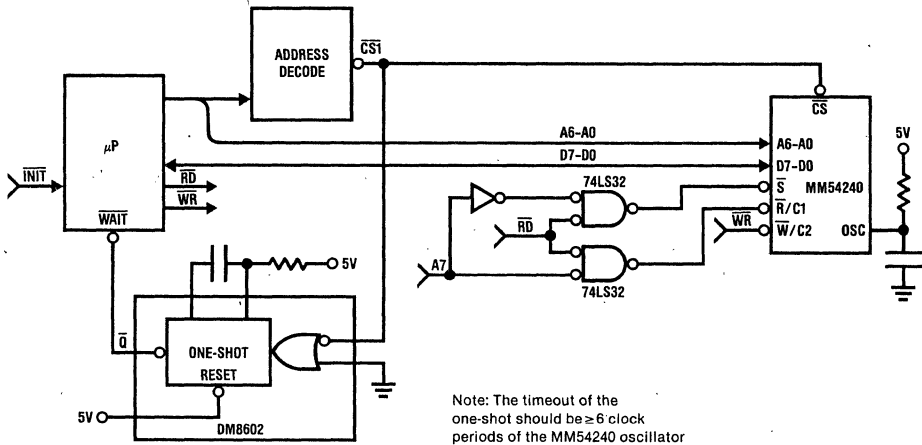 ADDRESS
DECODE
CS1
μP
INIT
RD
WR
WAIT
A6-A0
D7-D0
CS
A6-A0
D7-D0
S
MM54240
R/C1
W/C2
OSC
5V
74LS32
RD
WR
A7
74LS32
5V
Q
ONE-SHOT
RESET
5V
DM8602
Note: The timeout of the
one-shot should be ≥6 clock
periods of the MM54240 oscillator